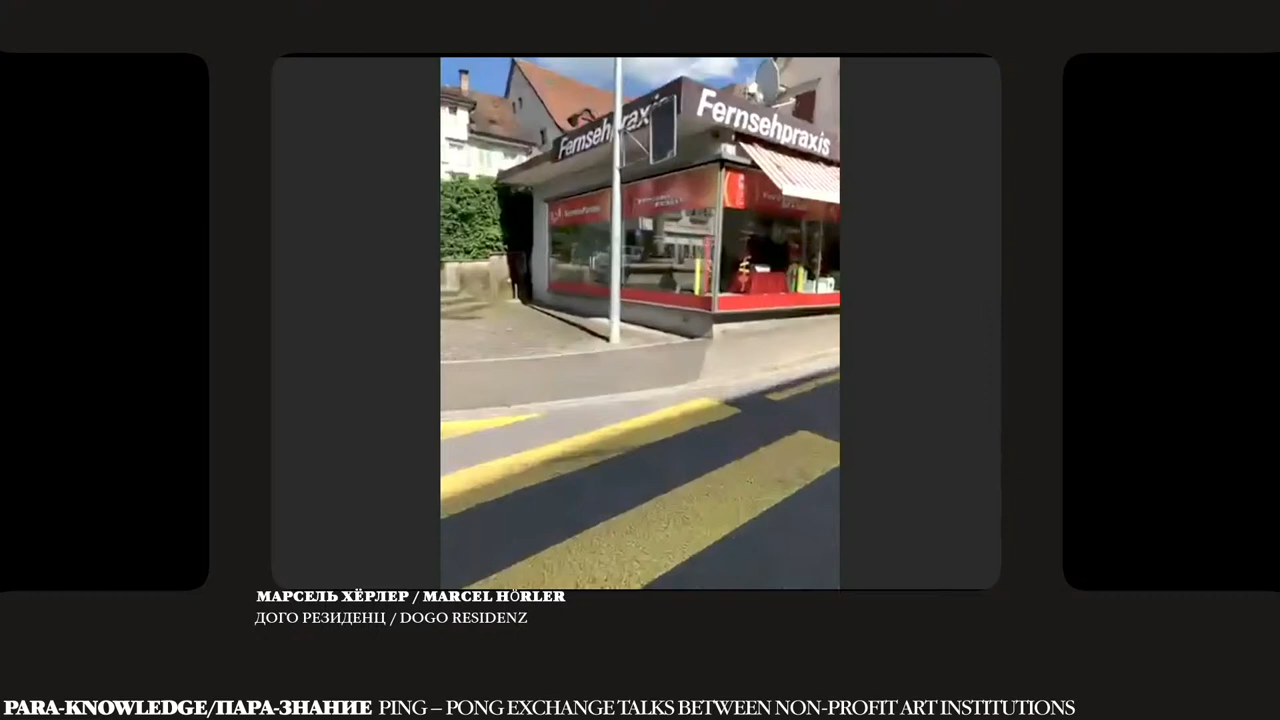 Fernsehpraxis
Fernsehpraxis
МАРСЕЛЬ ХЁРЛЕР / MARCEL HÖRLER
ДОГО РЕЗИДЕНЦ / DOGO RESIDENZ
PARA-KNOWLEDGE/ПАРА-ЗНАНИЕ PING – PONG EXCHANGE TALKS BETWEEN NON-PROFIT ART INSTITUTIONS